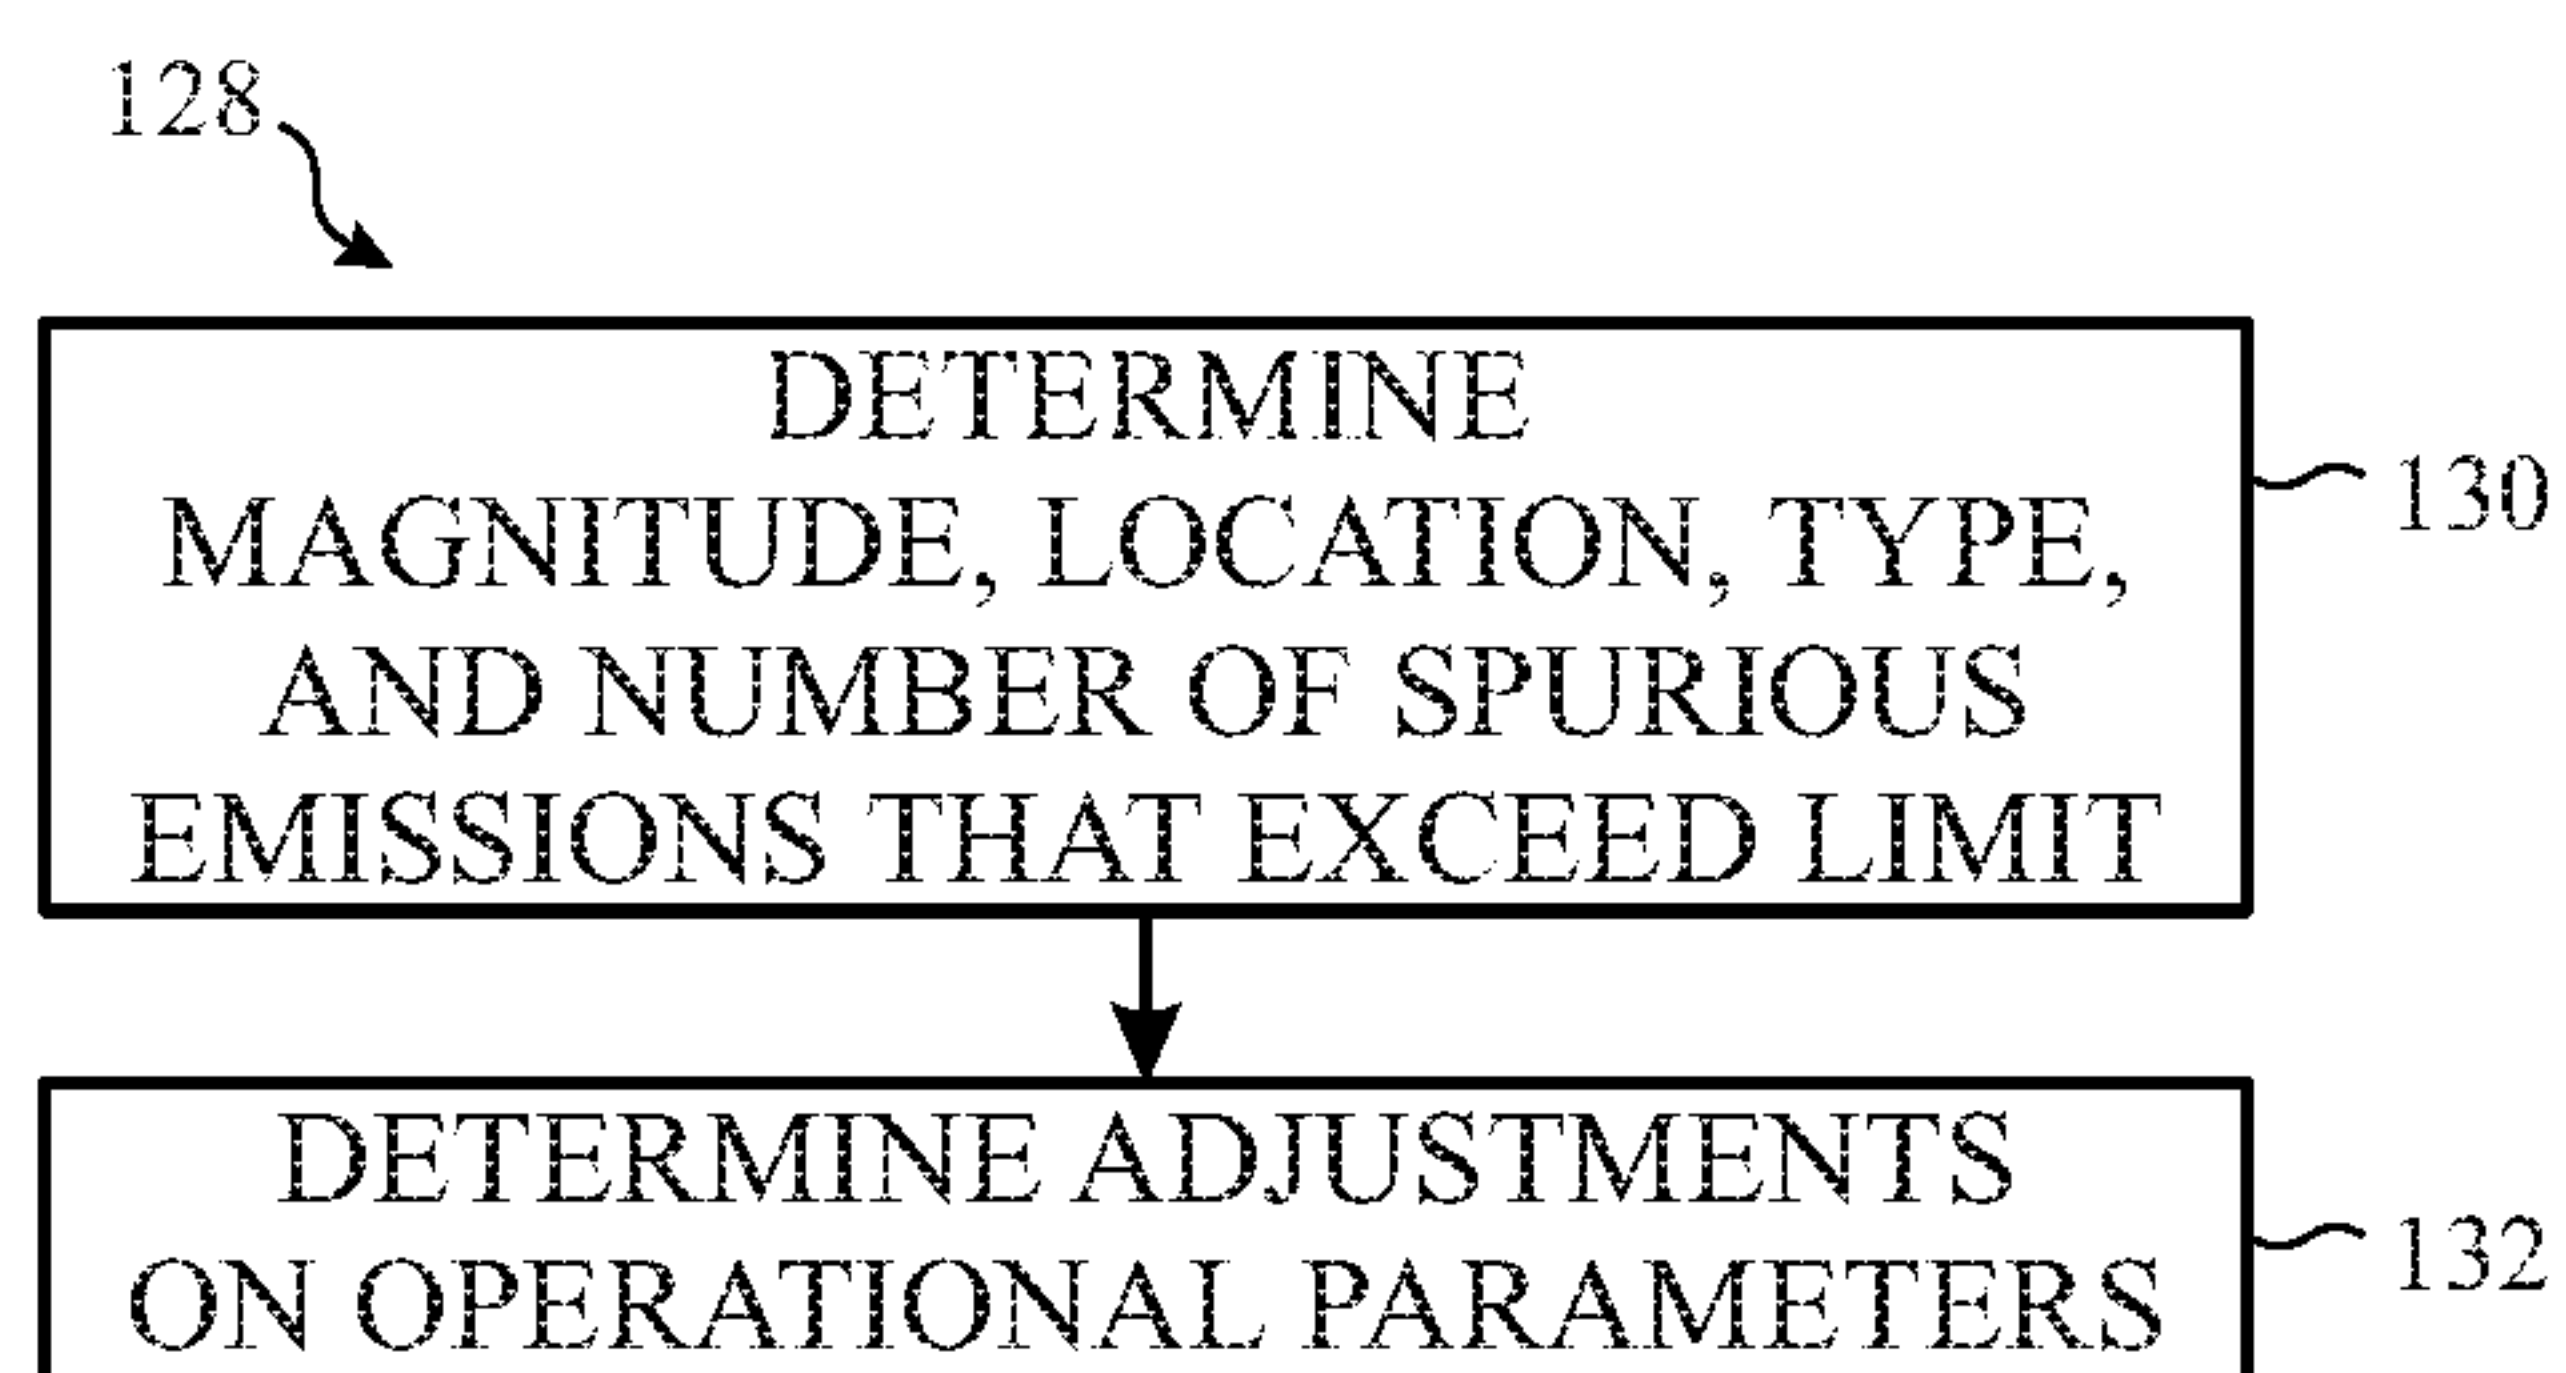 128
DETERMINE
MAGNITUDE, LOCATION, TYPE,
AND NUMBER OF SPURIOUS
EMISSIONS THAT EXCEED LIMIT
130
DETERMINE ADJUSTMENTS
ON OPERATIONAL PARAMETERS
132